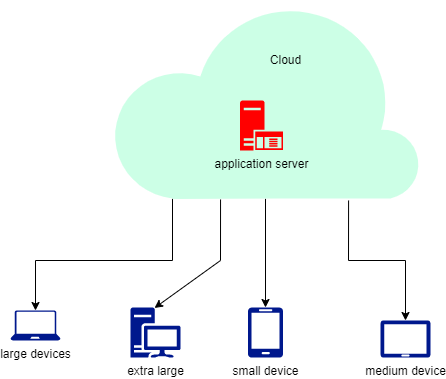 Cloud
application server
large devices
extra large
small device
medium device